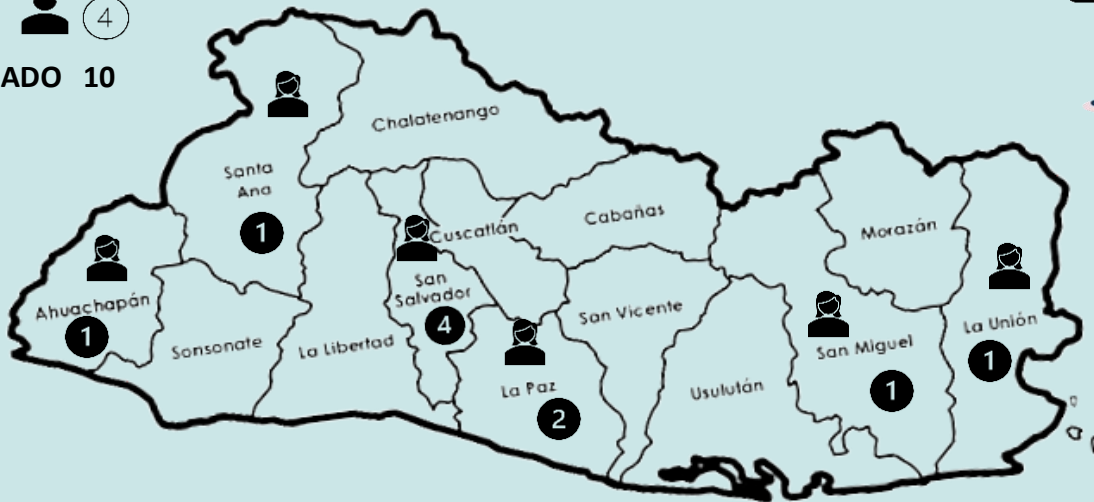 4
ADO 10
Chalatenango
Santa
Ana
1
Cuscatlán
Cabañas
Morazán
Ahuachapán
1
Sonsonate
La Libertad
San
Salvador
4
San Vicente
La Paz
2
Usulután
San Miguel
1
La Unión
1